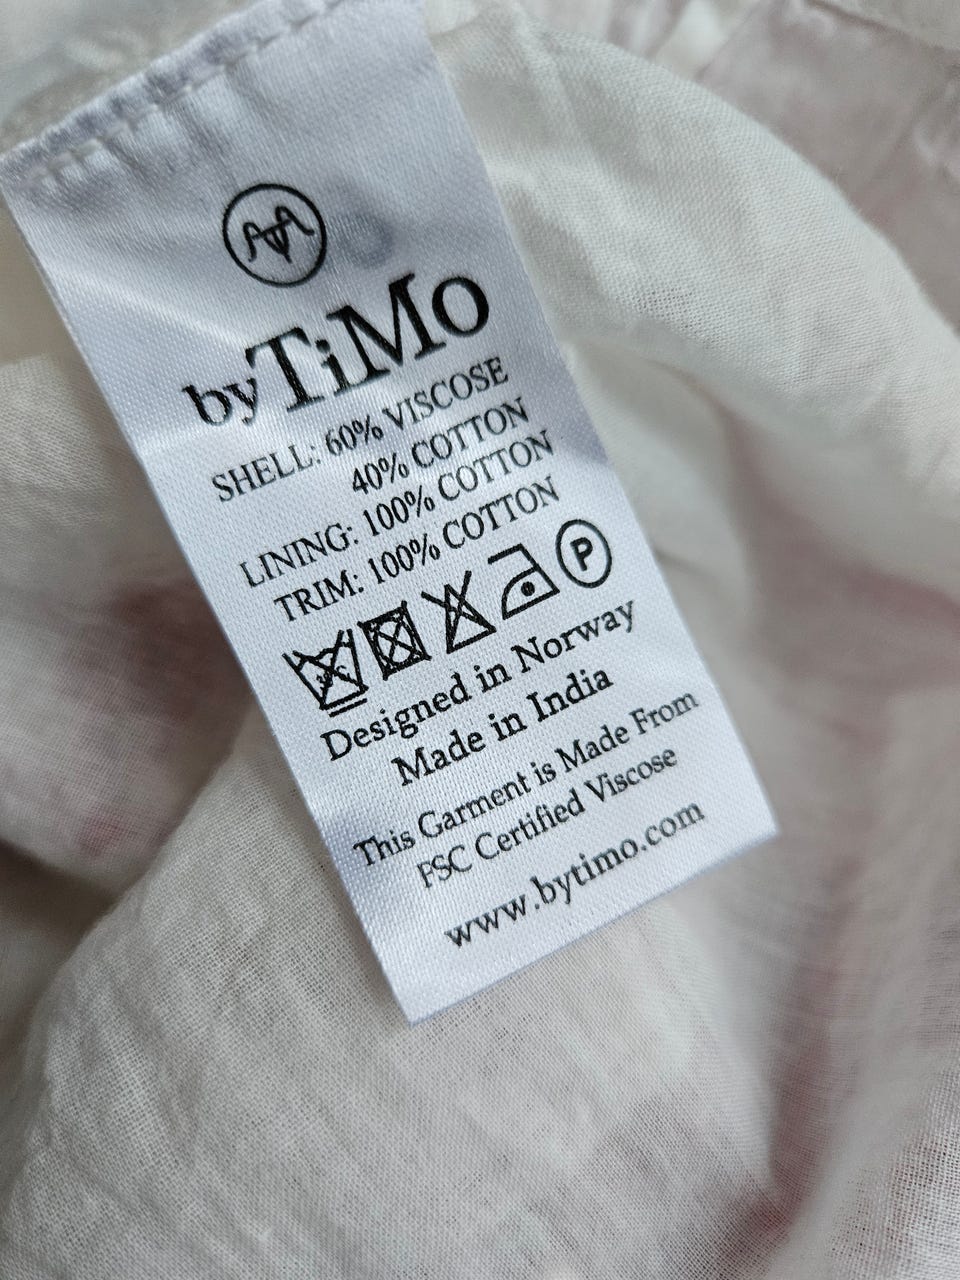 byTiMo
SHELL: 60% VISCOSE
40% COTTON
LINING: 100% COTTON
TRIM: 100% COTTON
P
Designed in Norway
Made in India
This Garment is Made From
FSC Certified Viscose
www.bytimo.com